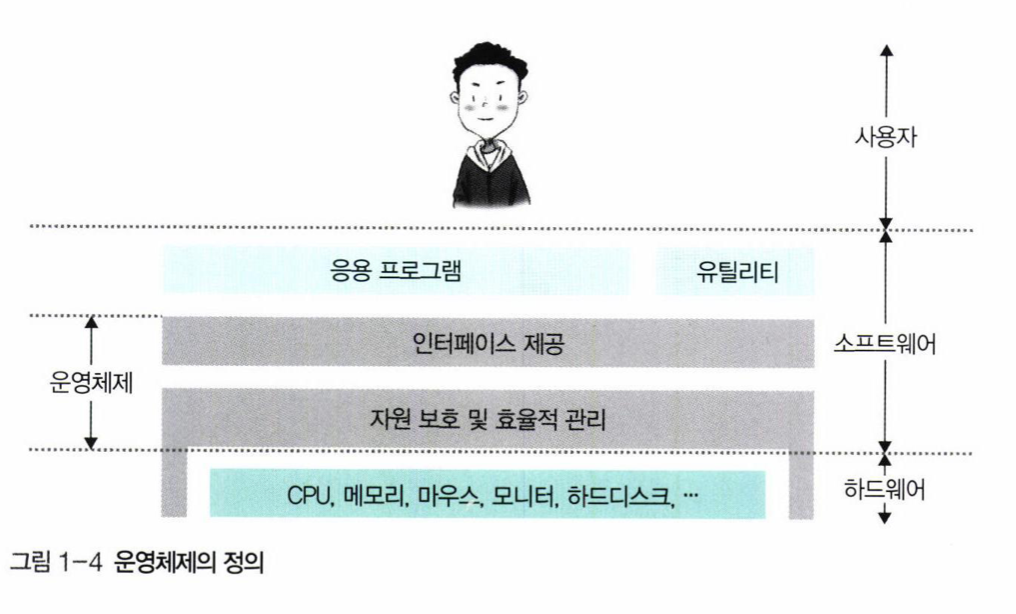 사용자
응용 프로그램
유틸리티
인터페이스 제공
소프트웨어
운영체제
자원 보호 및 효율적 관리
CPU, 메모리, 마우스, 모니터, 하드디스크, …
하드웨어
그림 1-4 운영체제의 정의